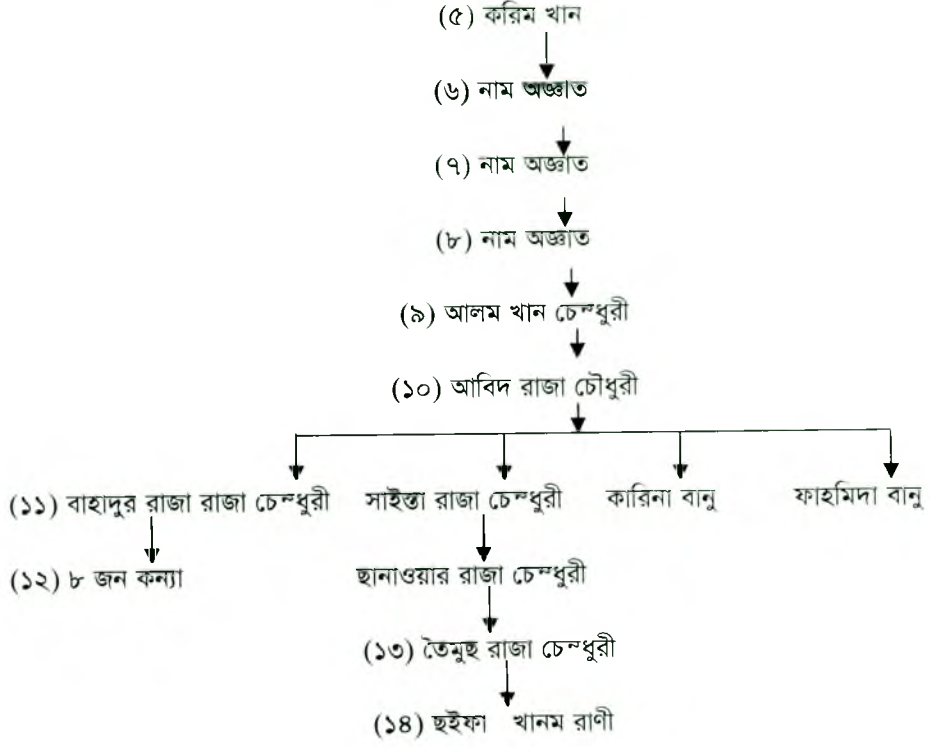 (৫) করিম খান
(৬) নাম অজ্ঞাত
(৭) নাম অজ্ঞাত
(৮) নাম অজ্ঞাত
(৯) আলম খান চৌধুরী
(১০) আবিদ রাজা চৌধুরী
(১১) বাহাদুর রাজা রাজা চৌধুরী সাইস্তা রাজা চৌধুরী কারিনা বানু ফাহমিদা বানু
(১২) ৮ জন কন্যা ছানাওয়ার রাজা চৌধুরী
(১৩) তৈমুছ রাজা চৌধুরী
(১৪) ছইফা খানম রাণী